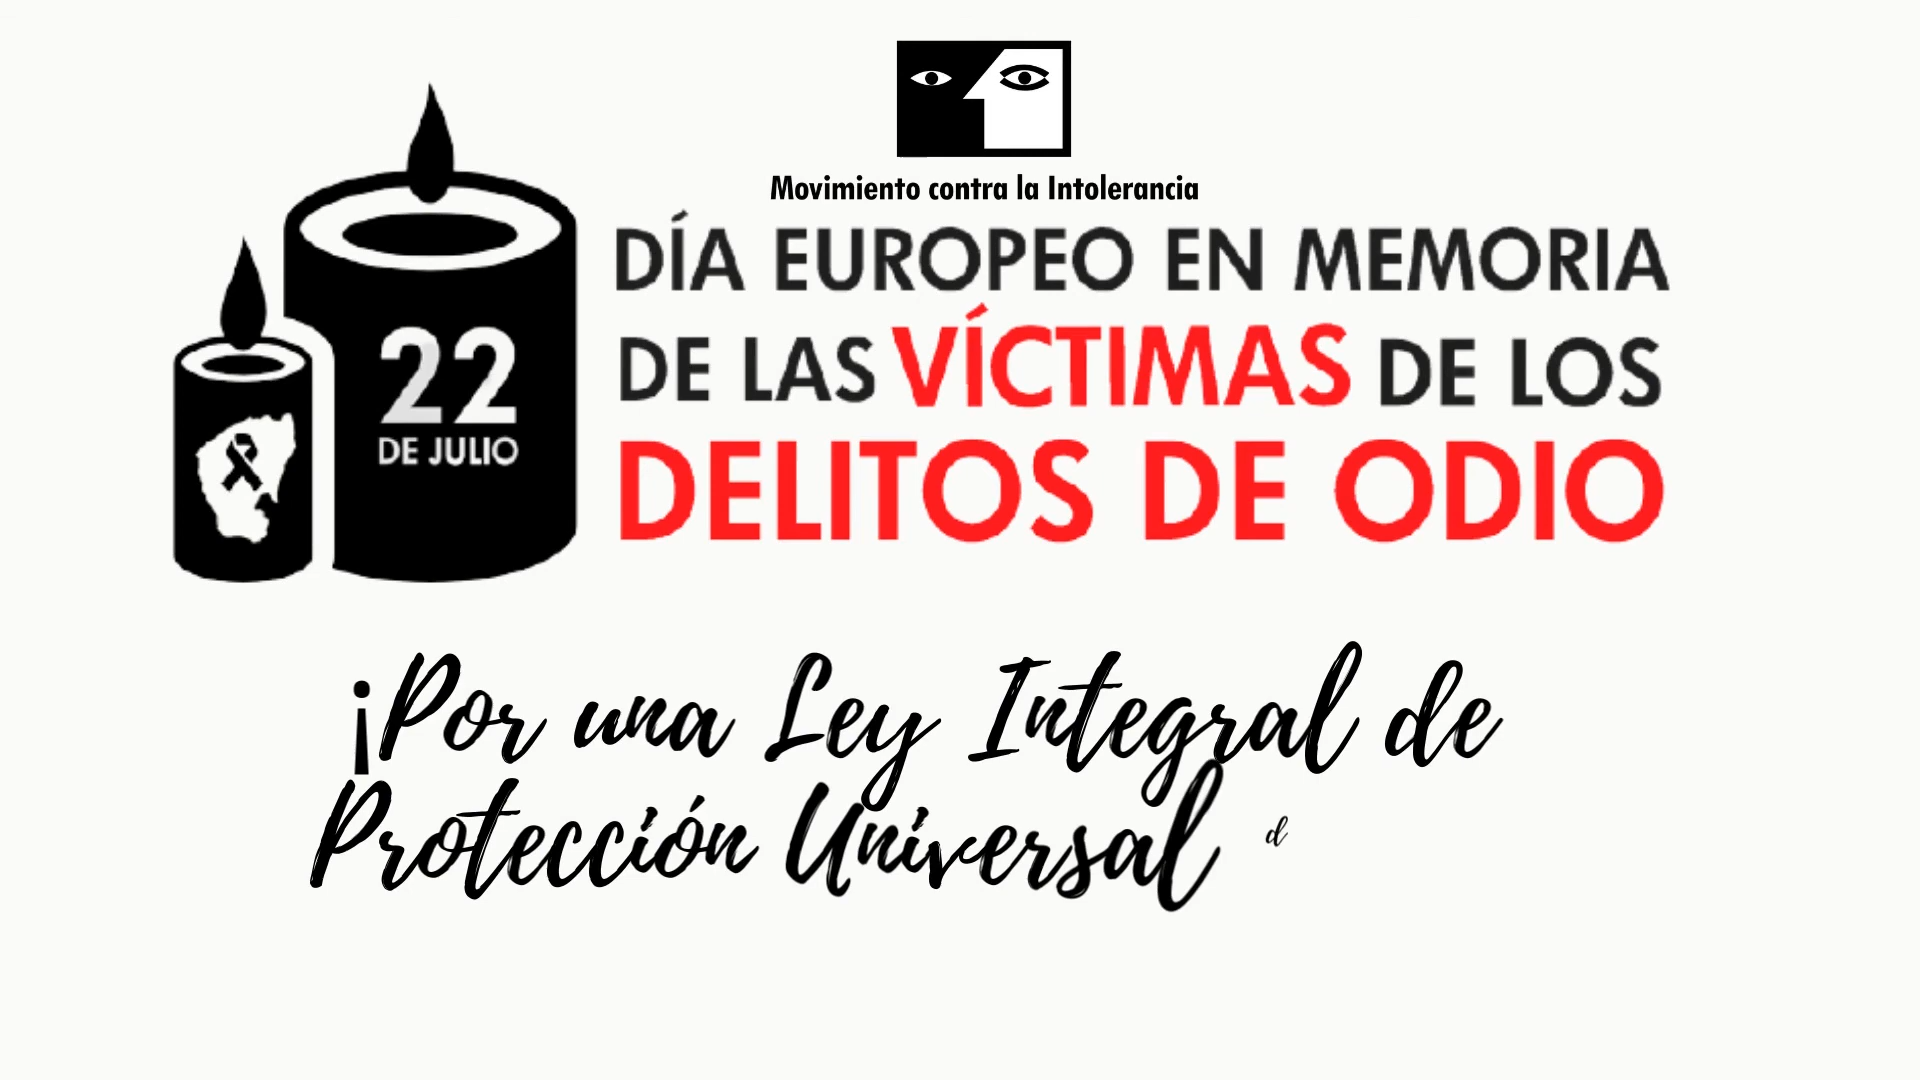 Movimiento contra la Intolerancia
22
DE JULIO
DÍA EUROPEO EN MEMORIA
DE LAS VÍCTIMAS DE LOS
DELITOS DE ODIO
¡Por una Ley Integral de
Protección Universal d